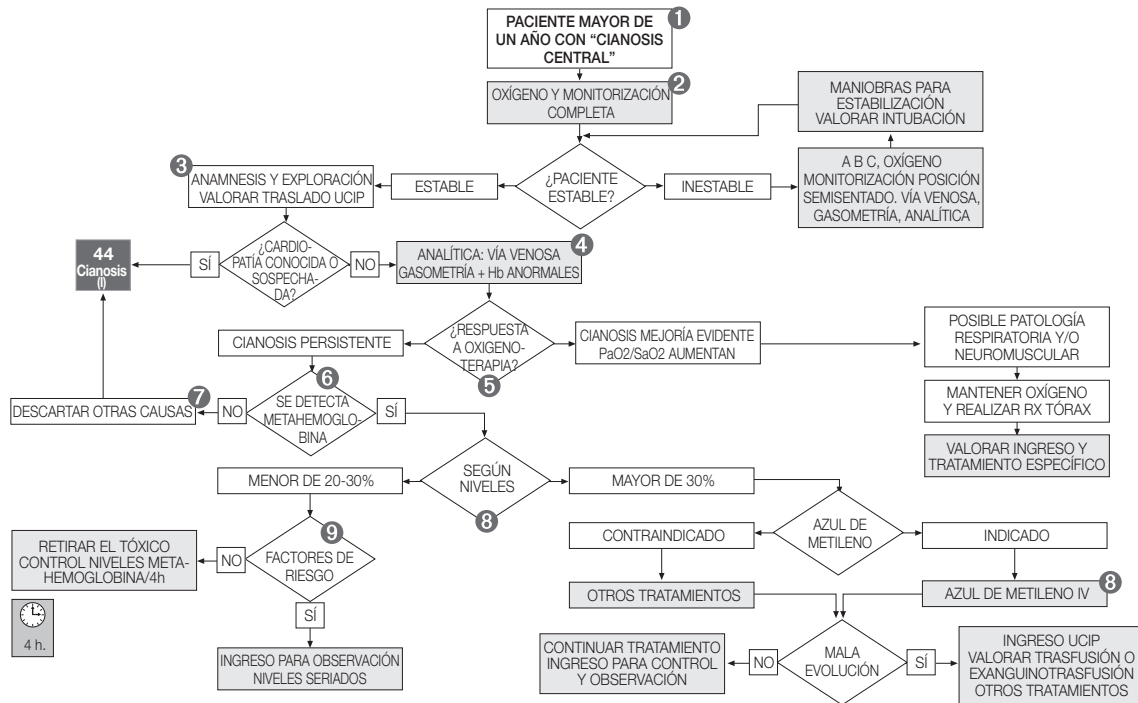 1
PACIENTE MAYOR DE
UN AÑO CON “CIANOSIS
CENTRAL”
2
OXÍGENO Y MONITORIZACIÓN
COMPLETA
MANIOBRAS PARA
ESTABILIZACIÓN
VALORAR INTUBACIÓN
3
ANAMNESIS Y EXPLORACIÓN
VALORAR TRASLADO UCIP
ESTABLE
¿PACIENTE
ESTABLE?
INESTABLE
A B C, OXÍGENO
MONITORIZACIÓN POSICIÓN
SEMISENTADO. VÍA VENOSA,
GASOMETRÍA, ANALÍTICA
44
Cianosis
(I)
SÍ
¿CARDIO-
PATÍA CONOCIDA O
SOSPECHA-
DA?
NO
4
ANALÍTICA: VÍA VENOSA
GASOMETRÍA + Hb ANORMALES
CIANOSIS PERSISTENTE
¿RESPUESTA
A OXIGENO-
TERAPIA?
5
CIANOSIS MEJORÍA EVIDENTE
PaO2/SaO2 AUMENTAN
POSIBLE PATOLOGÍA
RESPIRATORIA Y/O
NEUROMUSCULAR
MANTENER OXÍGENO
Y REALIZAR RX TÓRAX
VALORAR INGRESO Y
TRATAMIENTO ESPECÍFICO
7
DESCARTAR OTRAS CAUSAS
NO
6
SE DETECTA
METAHEMOGLO-
BINA
SÍ
MENOR DE 20-30%
SEGÚN
NIVELES
8
MAYOR DE 30%
RETIRAR EL TÓXICO
CONTROL NIVELES META-
HEMOGLOBINA/4h
NO
9
FACTORES DE
RIESGO
SÍ
4 h.
INGRESO PARA OBSERVACIÓN
NIVELES SERIADOS
CONTRAINDICADO
AZUL DE
METILENO
INDICADO
OTROS TRATAMIENTOS
8
AZUL DE METILENO IV
CONTINUAR TRATAMIENTO
INGRESO PARA CONTROL
Y OBSERVACIÓN
NO
MALA
EVOLUCIÓN
SÍ
INGRESO UCIP
VALORAR TRASFUSIÓN O
EXANGUINOTRASFUSIÓN
OTROS TRATAMIENTOS